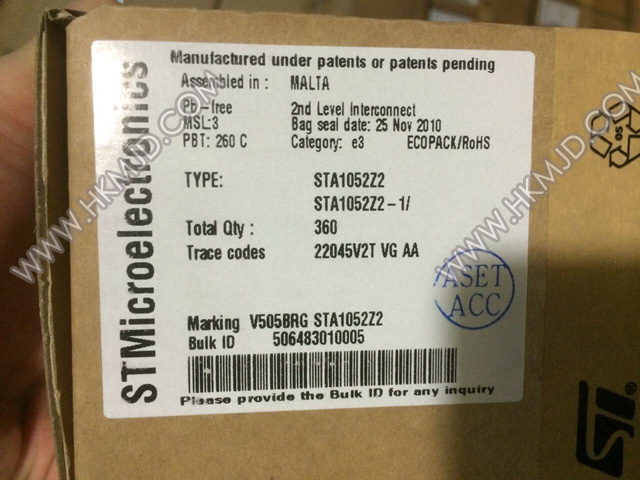 Manufactured under patents or patents pending
Assembled in : MALTA
Pb-free 2nd Level Interconnect
MSL:3 Bag seal date: 25 Nov 2010
PBT: 260 C Category: e3 ECOPACK/RoHS
TYPE: STA1052Z2
STA1052Z2-1/
Total Qty : 360
Trace codes 22045V2T VG AA
ASET
ACC
Marking V505BRG STA1052Z2
Bulk ID 506483010005
Please provide the Bulk ID for any inquiry
STMicroelectronics
ST
05
WWW.HKMJD.COM
WWW.HKMJD.COM
WWW.HKMJD.COM